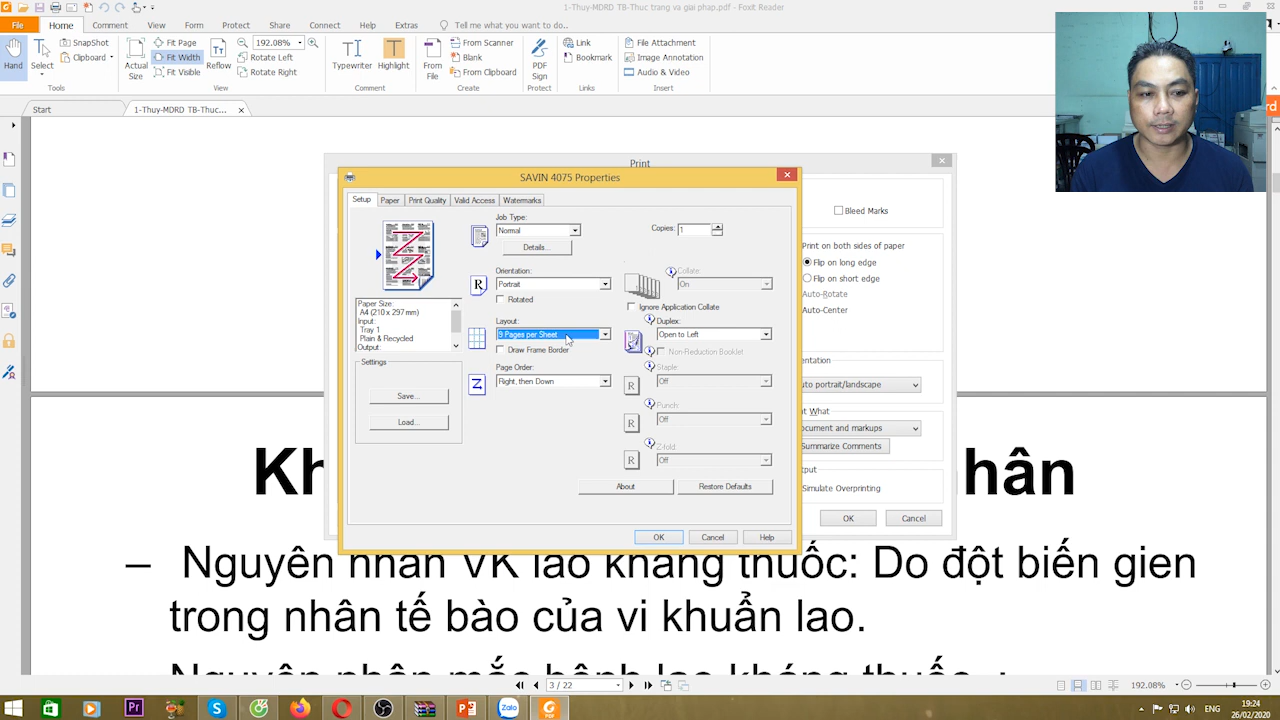 1-Thuy-MDRD TB-Thuc trang va giai phap.pdf - Foxit Reader
File Home Comment View Form Protect Share Connect Help Extras Tell me what you want to do..
Hand
Select
SnapShot
Clipboard
Tools
Actual Size
Fit Page
Fit Width
Fit Visible
Reflow
192.08%
Rotate Left
Rotate Right
View
Typewriter
Highlight
Comment
From File
From Scanner
Blank
From Clipboard
Create
PDF Sign
Protect
Link
Bookmark
Links
File Attachment
Image Annotation
Audio & Video
Insert
Start 1-Thuy-MDRD TB-Thuc...
Print
SAVIN 4075 Properties
Setup Paper Print Quality Valid Access Watermarks
Job Type:
Normal
Details...
Copies: 1
Orientation:
Portrait
Rotated
Collate:
On
Ignore Application Collate
Paper Size:
A4 (210 x 297 mm)
Input:
Tray 1
Plain & Recycled
Output:
Layout:
9 Pages per Sheet
Draw Frame Border
Duplex:
Open to Left
Non-Reduction Booklet
Settings
Save...
Load...
Page Order:
Right, then Down
Staple:
Off
Punch:
Off
Z-fold:
Off
About Restore Defaults
OK Cancel Help
Bleed Marks
Print on both sides of paper
Flip on long edge
Flip on short edge
Auto-Rotate
Auto-Center
entation
uto portrait/landscape
nt What
ocument and markups
Summarize Comments
tput
Simulate Overprinting
OK Cancel
rd
Kh hân
– Nguyên nhân VK lao kháng thuốc: Do đột biến gien
trong nhân tế bào của vi khuẩn lao.
Nguyên nhân mắc bệnh lao kháng thuốc
3 / 22
192.08%
ENG
19:24
26/02/2020